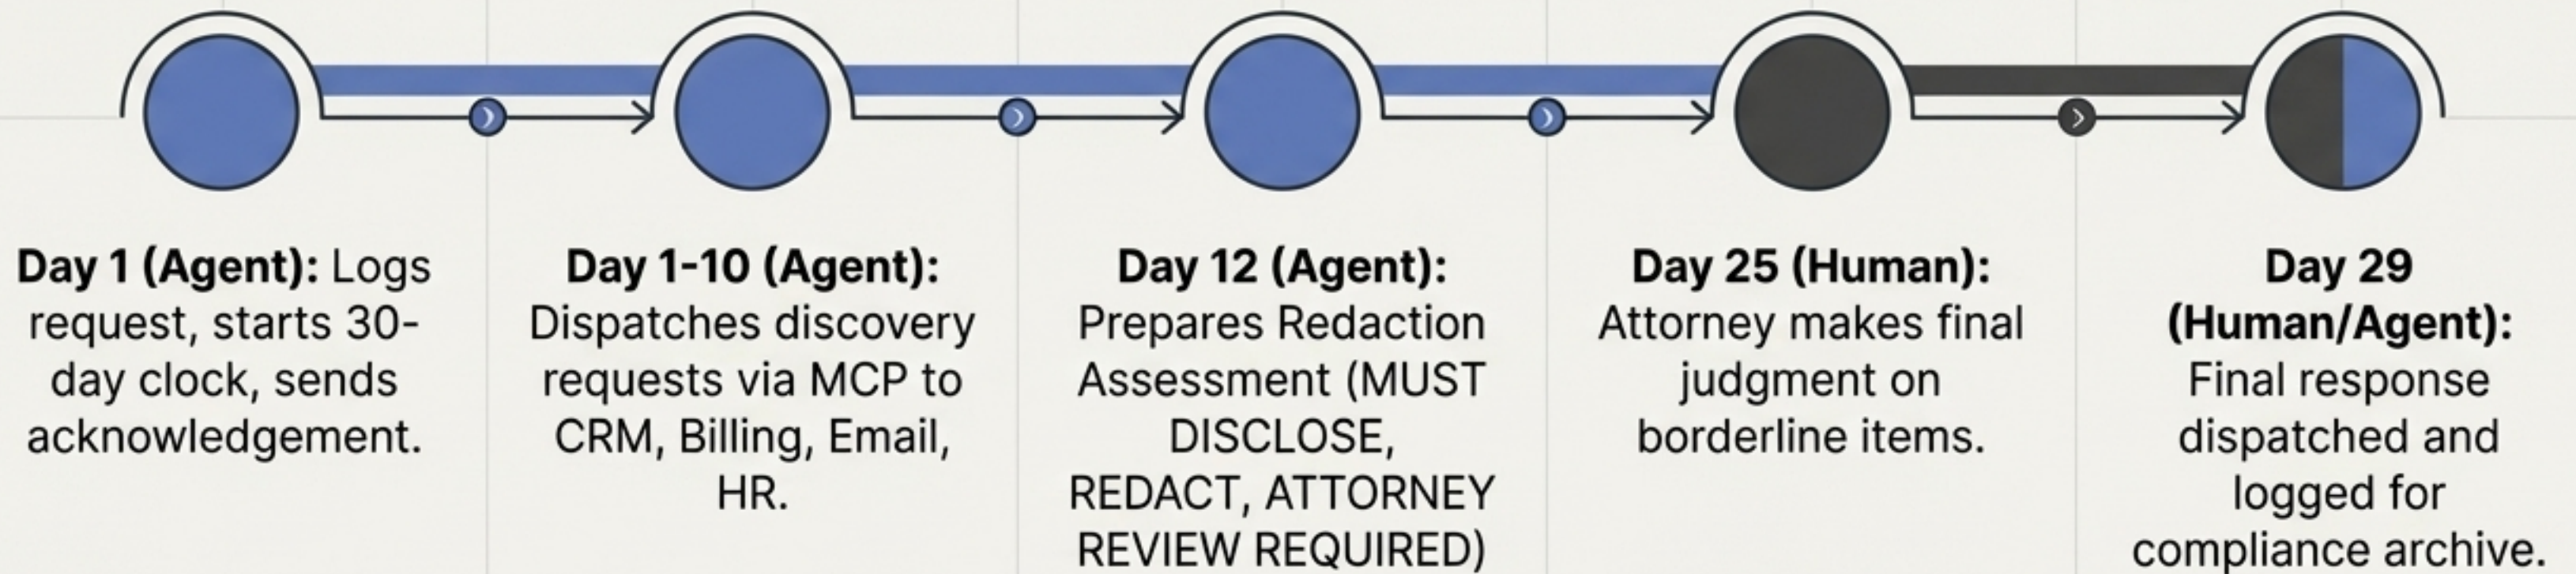 Day 1 (Agent): Logs
request, starts 30-
day clock, sends
acknowledgement.
Day 1-10 (Agent):
Dispatches discovery
requests via MCP to
CRM, Billing, Email,
HR.
Day 12 (Agent):
Prepares Redaction
Assessment (MUST
DISCLOSE,
REDACT, ATTORNEY
REVIEW REQUIRED)
Day 25 (Human):
Attorney makes final
judgment on
borderline items.
Day 29
(Human/Agent):
Final response
dispatched and
logged for
compliance archive.